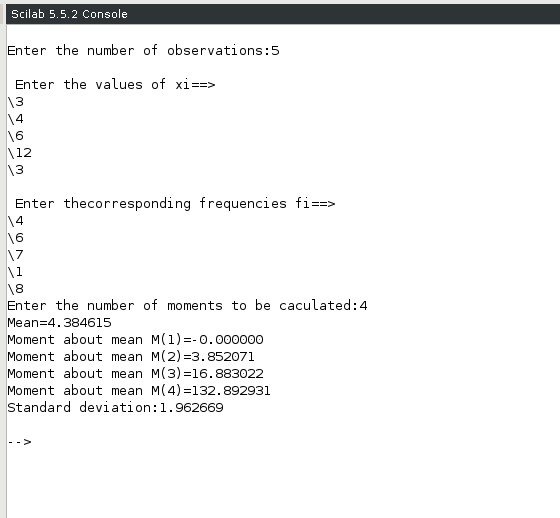 Scilab 5.5.2 Console
Enter the number of observations:5
Enter the values of xi==>
\3
\4
\6
\12
\3
Enter thecorresponding frequencies fi==>
\4
\6
\7
\1
\8
Enter the number of moments to be caculated:4
Mean=4.384615
Moment about mean M(1)=-0.000000
Moment about mean M(2)=3.852071
Moment about mean M(3)=16.883022
Moment about mean M(4)=132.892931
Standard deviation:1.962669
-->